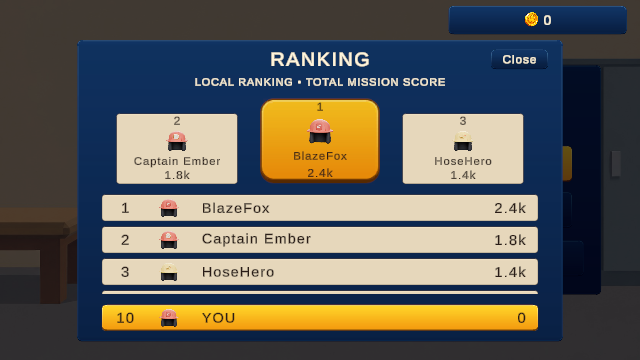 0
RANKING
Close
LOCAL RANKING • TOTAL MISSION SCORE
2
Captain Ember
1.8k
1
BlazeFox
2.4k
3
HoseHero
1.4k
1 BlazeFox 2.4k
2 Captain Ember 1.8k
3 HoseHero 1.4k
10 YOU 0